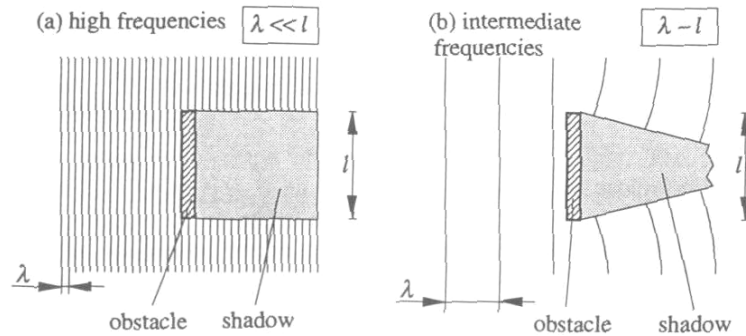 (a) high frequencies
λ << l
l
λ
obstacle
shadow
(b) intermediate
frequencies
λ ~ l
l
λ
obstacle
shadow